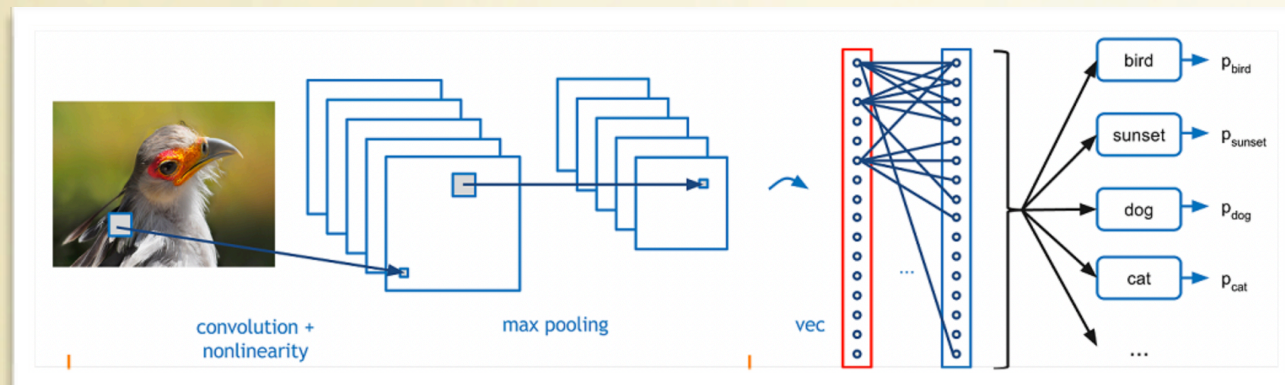 convolution +
nonlinearity
max pooling
vec
...
bird
p_bird
sunset
p_sunset
dog
p_dog
cat
p_cat
...